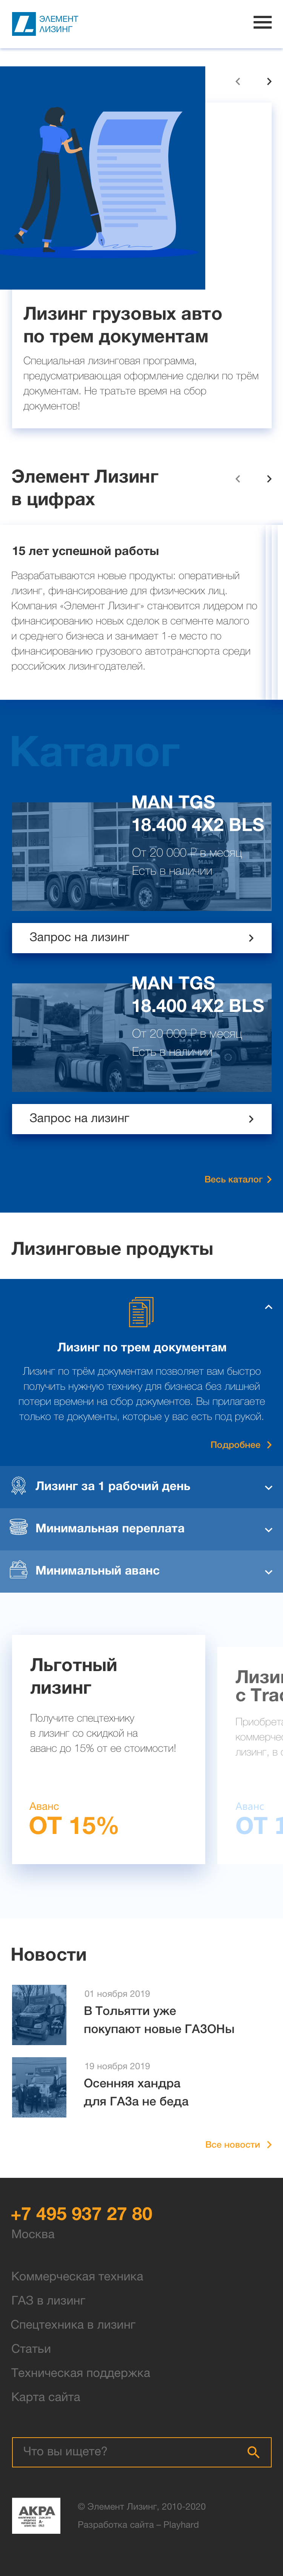 ЭЛЕМЕНТ
ЛИЗИНГ
Лизинг грузовых авто
по трем документам
Специальная лизинговая программа,
предусматривающая оформление сделки по трём
документам. Не тратьте время на сбор
документов!
Элемент Лизинг
в цифрах
15 лет успешной работы
Разрабатываются новые продукты: оперативный
лизинг, финансирование для физических лиц.
Компания «Элемент Лизинг» становится лидером по
финансированию новых сделок в сегменте малого
и среднего бизнеса и занимает 1-е место по
финансированию грузового автотранспорта среди
российских лизингодателей.
Каталог
MAN TGS
18.400 4X2 BLS
От 20 000 ₽ в месяц
Есть в наличии
Запрос на лизинг
MAN TGS
18.400 4X2 BLS
От 20 000 ₽ в месяц
Есть в наличии
Запрос на лизинг
Весь каталог
Лизинговые продукты
Лизинг по трем документам
Лизинг по трём документам позволяет вам быстро
получить нужную технику для бизнеса без лишней
потери времени на сбор документов. Вы прилагаете
только те документы, которые у вас есть под рукой.
Подробнее
Лизинг за 1 рабочий день
Минимальная переплата
Минимальный аванс
Льготный
лизинг
Получите спецтехнику
в лизинг со скидкой на
аванс до 15% от ее стоимости!
Аванс
ОТ 15%
Лизин
с Trac
Приобрета
коммерчес
лизинг, в с
Аванс
ОТ 1
Новости
01 ноября 2019
В Тольятти уже
покупают новые ГАЗОНы
19 ноября 2019
Осенняя хандра
для ГАЗа не беда
Все новости
+7 495 937 27 80
Москва
Коммерческая техника
ГАЗ в лизинг
Спецтехника в лизинг
Статьи
Техническая поддержка
Карта сайта
Что вы ищете?
АКРА
© Элемент Лизинг, 2010-2020
Разработка сайта – Playhard